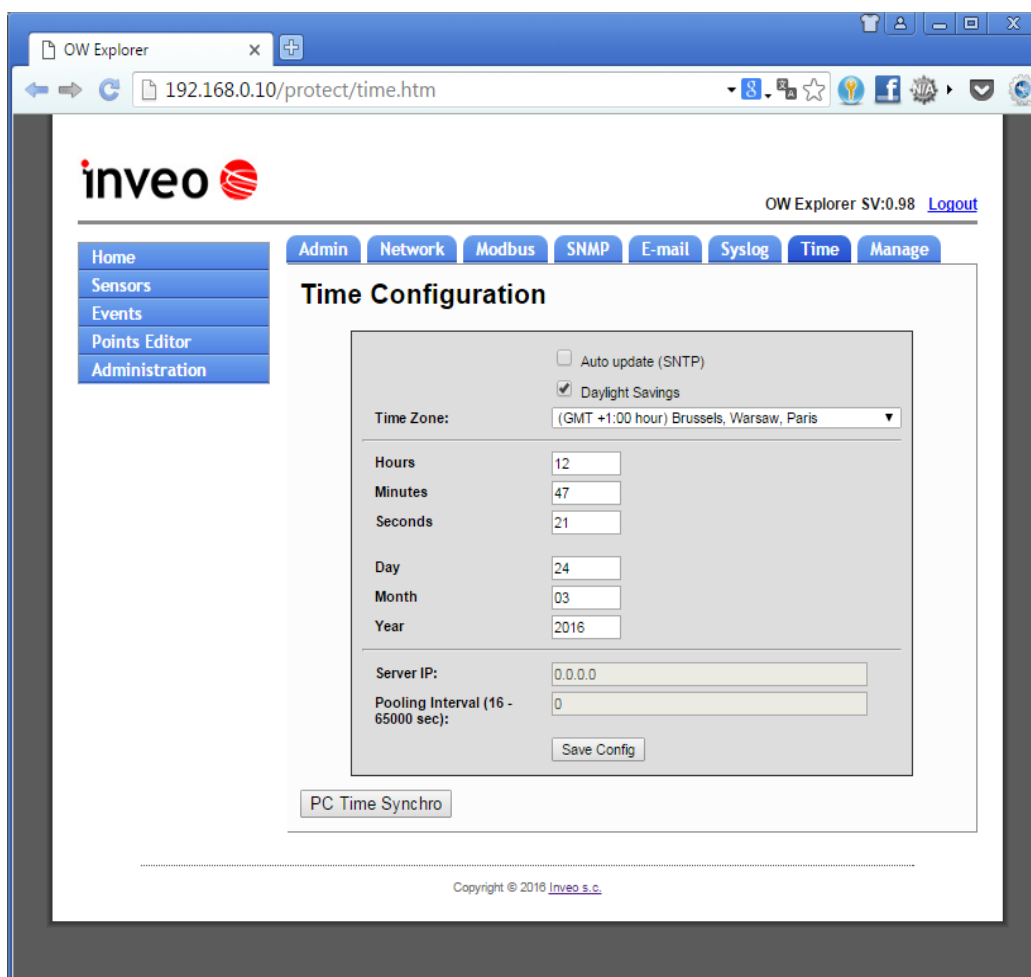 OW Explorer
192.168.0.10/protect/time.htm
inveo
OW Explorer SV:0.98 Logout
Home
Sensors
Events
Points Editor
Administration
Admin Network Modbus SNMP E-mail Syslog Time Manage
Time Configuration
Auto update (SNTP)
Daylight Savings
Time Zone: (GMT +1:00 hour) Brussels, Warsaw, Paris
Hours 12
Minutes 47
Seconds 21
Day 24
Month 03
Year 2016
Server IP: 0.0.0.0
Pooling Interval (16 - 0
65000 sec):
Save Config
PC Time Synchro
Copyright © 2016 Inveo s.c.